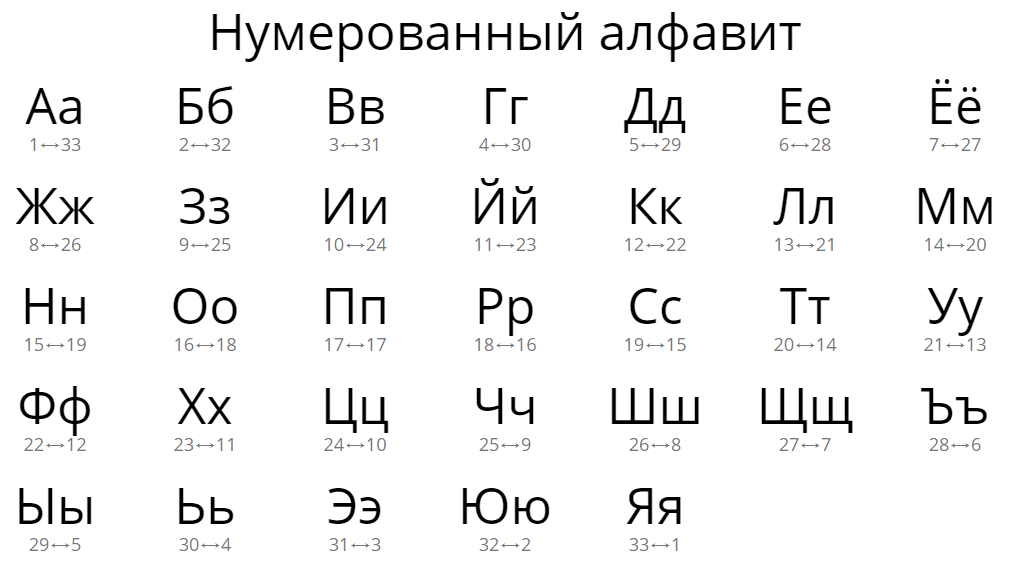 Нумерованный алфавит
Аа Бб Вв Гг Дд Ее Ёё
1↔33 2↔32 3↔31 4↔30 5↔29 6↔28 7↔27
Жж Зз Ии Йй Кк Лл Мм
8↔26 9↔25 10↔24 11↔23 12↔22 13↔21 14↔20
Нн Оо Пп Рр Сс Тт Уу
15↔19 16↔18 17↔17 18↔16 19↔15 20↔14 21↔13
Фф Хх Цц Чч Шш Щщ Ъъ
22↔12 23↔11 24↔10 25↔9 26↔8 27↔7 28↔6
Ыы Ьь Ээ Юю Яя
29↔5 30↔4 31↔3 32↔2 33↔1